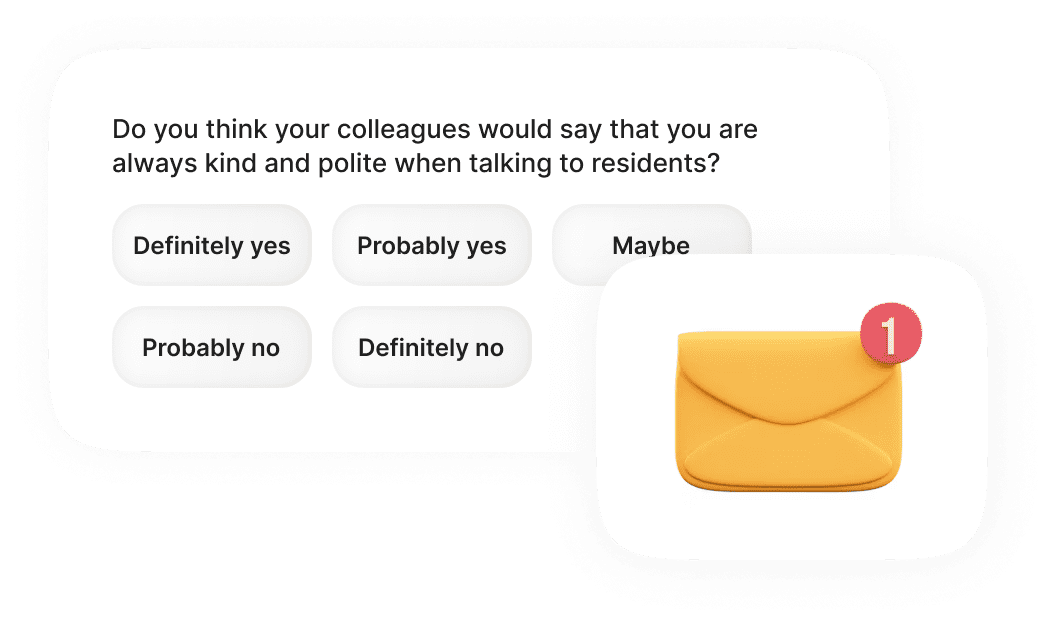 Do you think your colleagues would say that you are
always kind and polite when talking to residents?
Definitely yes
Probably yes
Maybe
Probably no
Definitely no
1